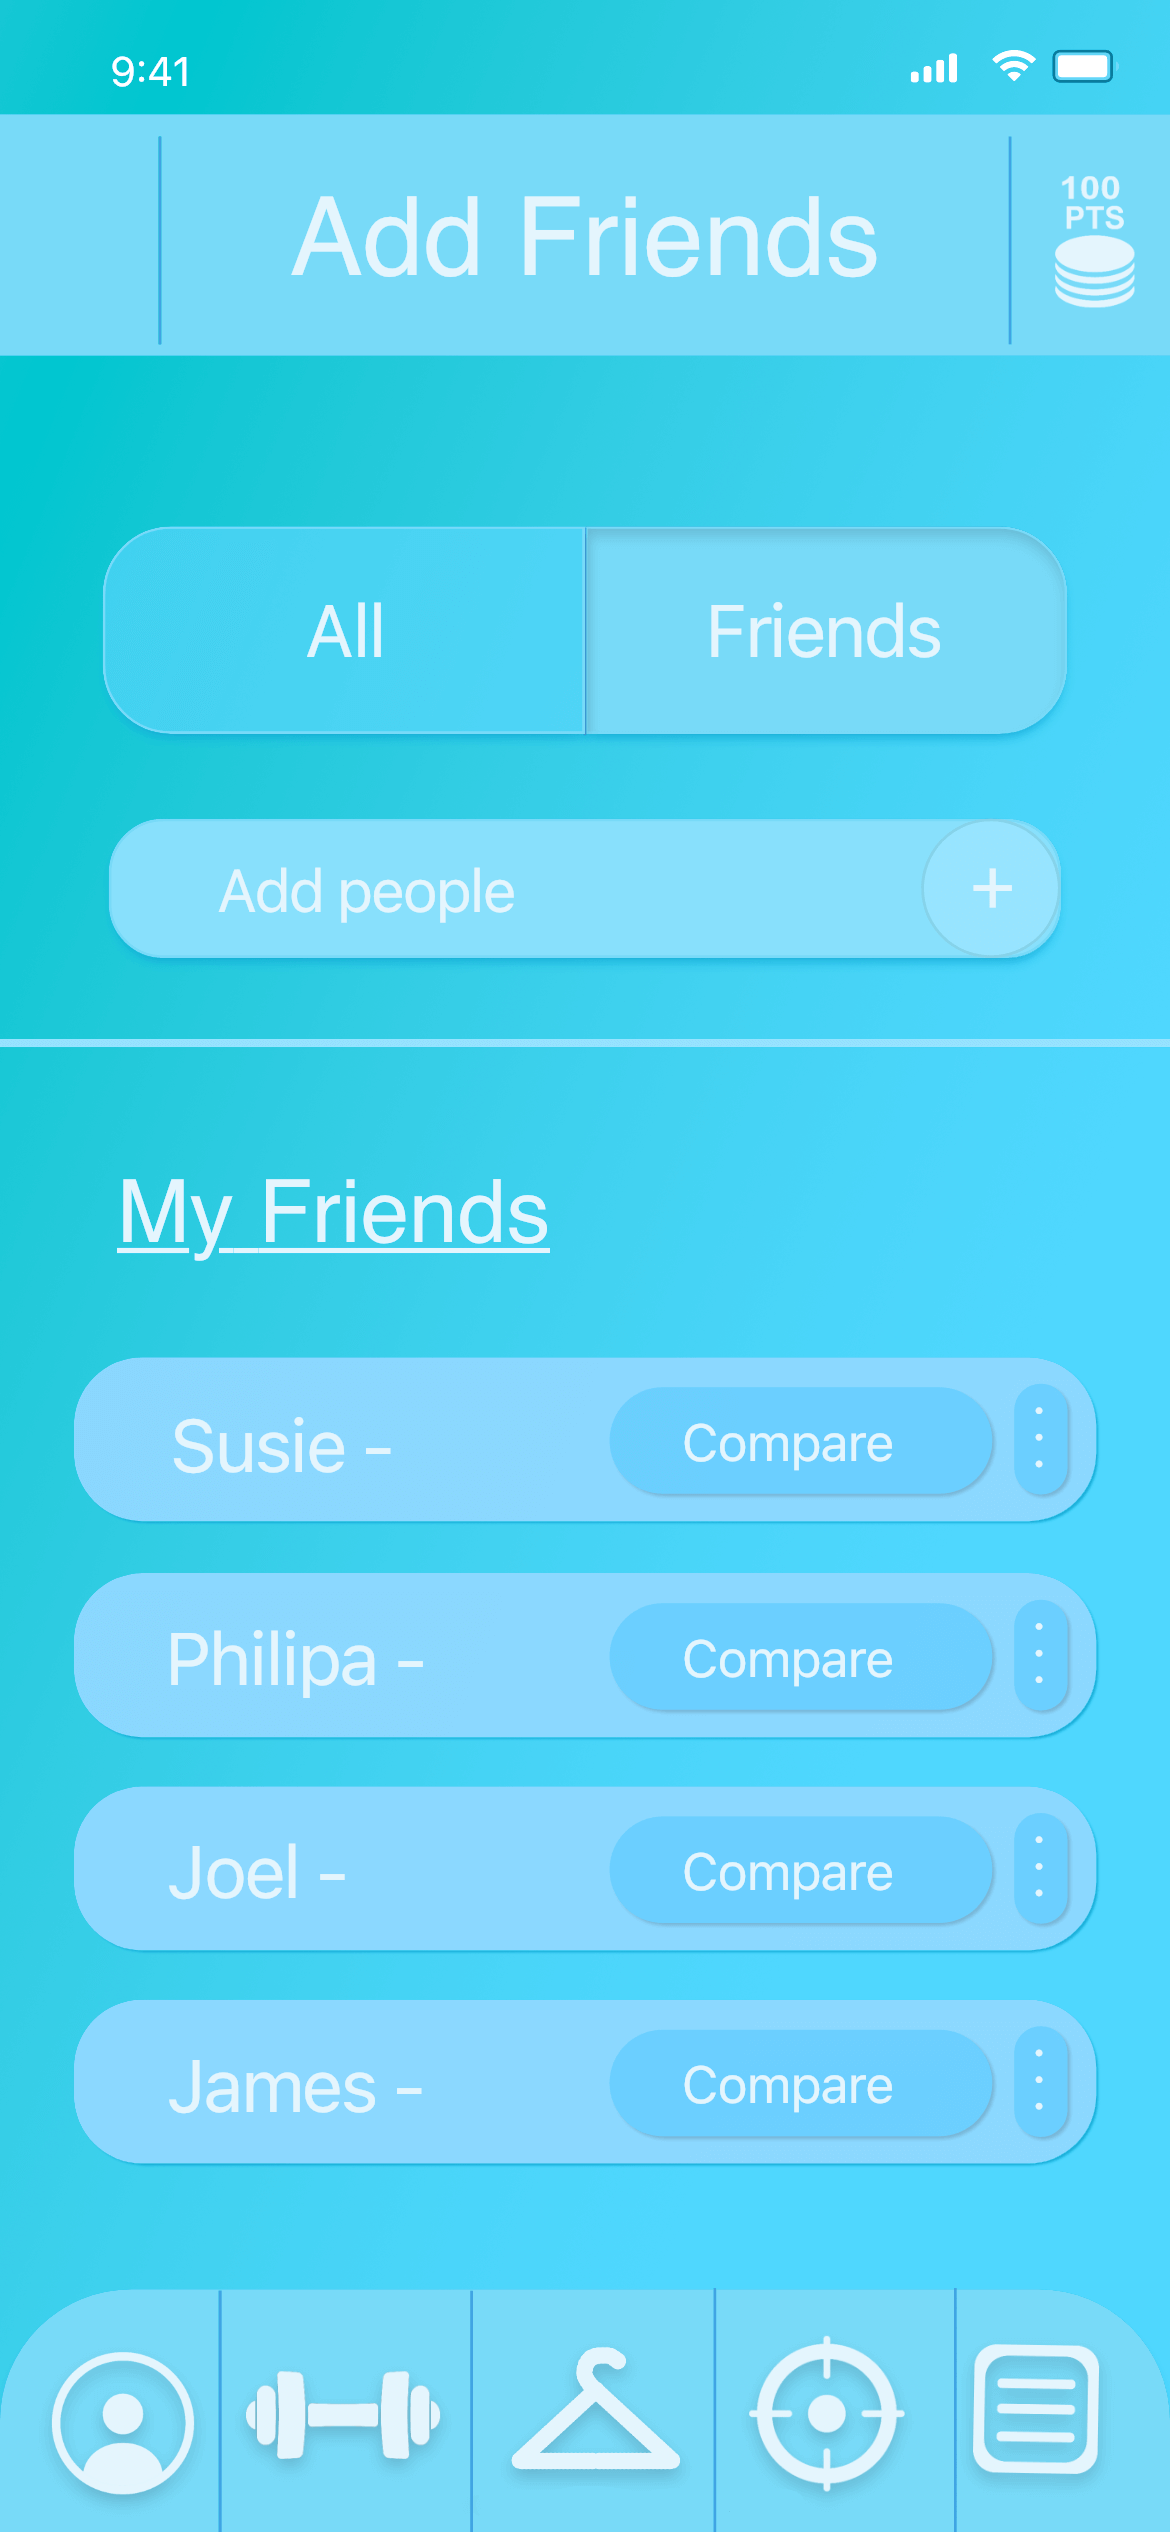 9:41
Add Friends
100
PTS
All
Friends
Add people
+
My Friends
Susie -
Compare
Philipa -
Compare
Joel -
Compare
James -
Compare